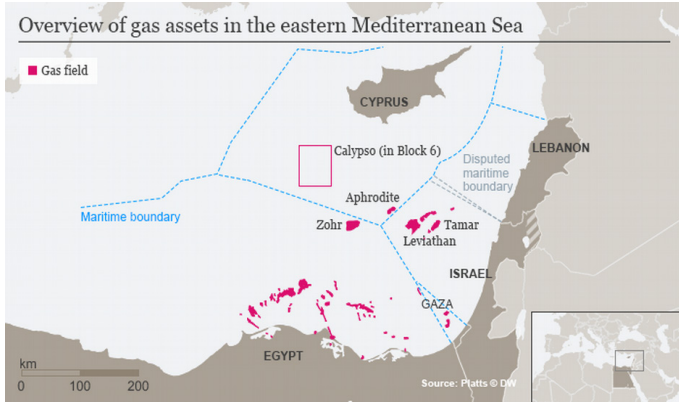 Overview of gas assets in the eastern Mediterranean Sea
Gas field
CYPRUS
Calypso (in Block 6)
LEBANON
Disputed
maritime
boundary
Aphrodite
Maritime boundary
Zohr
Tamar
Leviathan
ISRAEL
GAZA
EGYPT
km
0 100 200
Source: Platts © DW